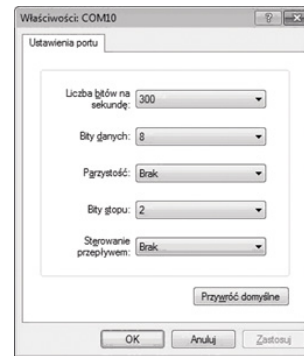 Właściwości: COM10
Ustawienia portu
Liczba bitów na
sekundę: 300
Bity danych: 8
Parzystość: Brak
Bity stopu: 2
Sterowanie
przepływem: Brak
Przywróć domyślne
OK Anuluj Zastosuj